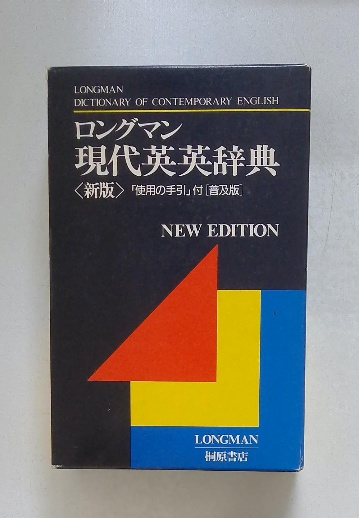 LONGMAN
DICTIONARY OF CONTEMPORARY ENGLISH
ロングマン
現代英英辞典
〈新版〉「使用の手引」付[普及版]
NEW EDITION
LONGMAN
桐原書店